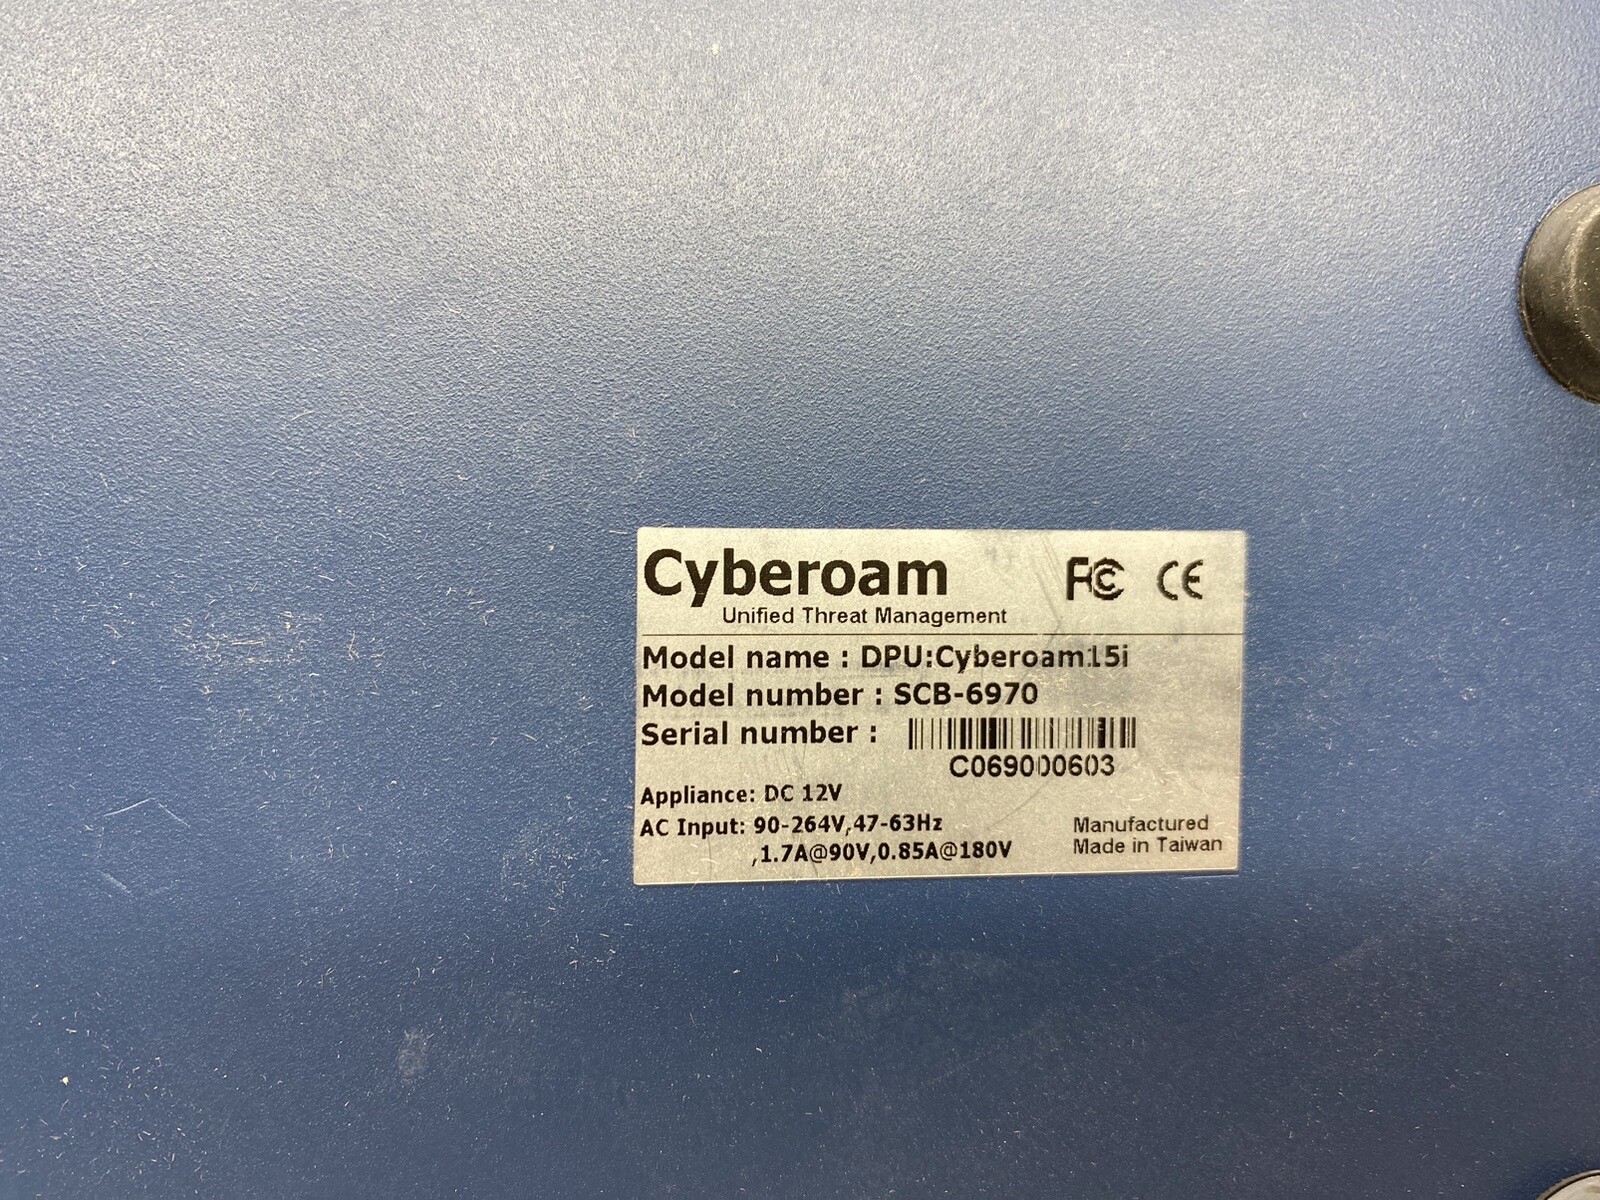 Cyberoam FC CE
Unified Threat Management
Model name : DPU:Cyberoam15i
Model number : SCB-6970
Serial number :
C069000603
Appliance: DC 12V
AC Input: 90-264V,47-63Hz
,1.7A@90V,0.85A@180V
Manufactured
Made in Taiwan